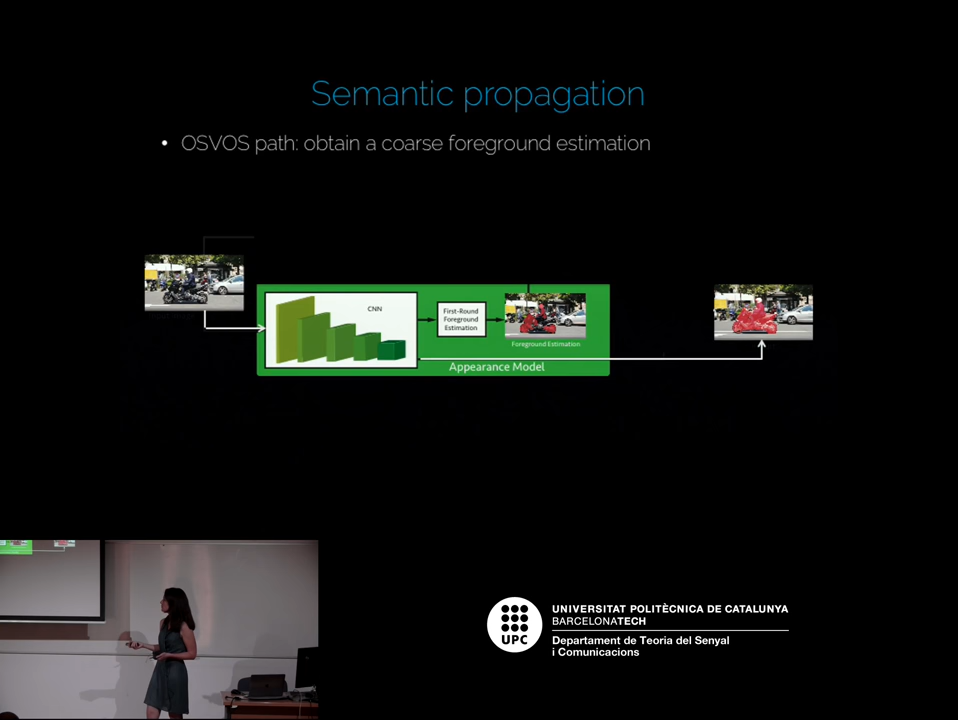 Semantic propagation
• OSVOS path: obtain a coarse foreground estimation
CNN
First-Round
Foreground
Estimation
Foreground Estimation
Appearance Model
UPC
UNIVERSITAT POLITÈCNICA DE CATALUNYA
BARCELONATECH
Departament de Teoria del Senyal
i Comunicacions